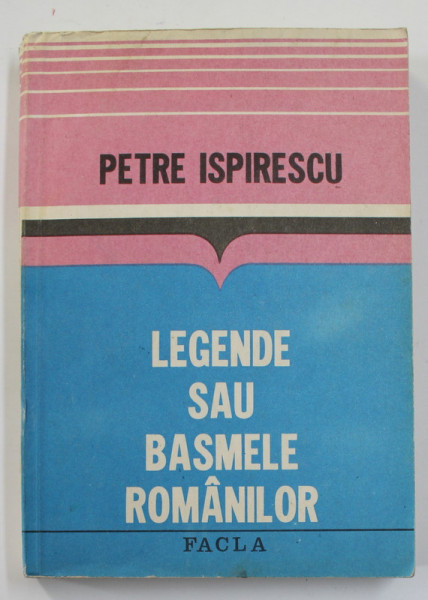 PETRE ISPIRESCU
LEGENDE
SAU
BASMELE
ROMÂNILOR
FACLA